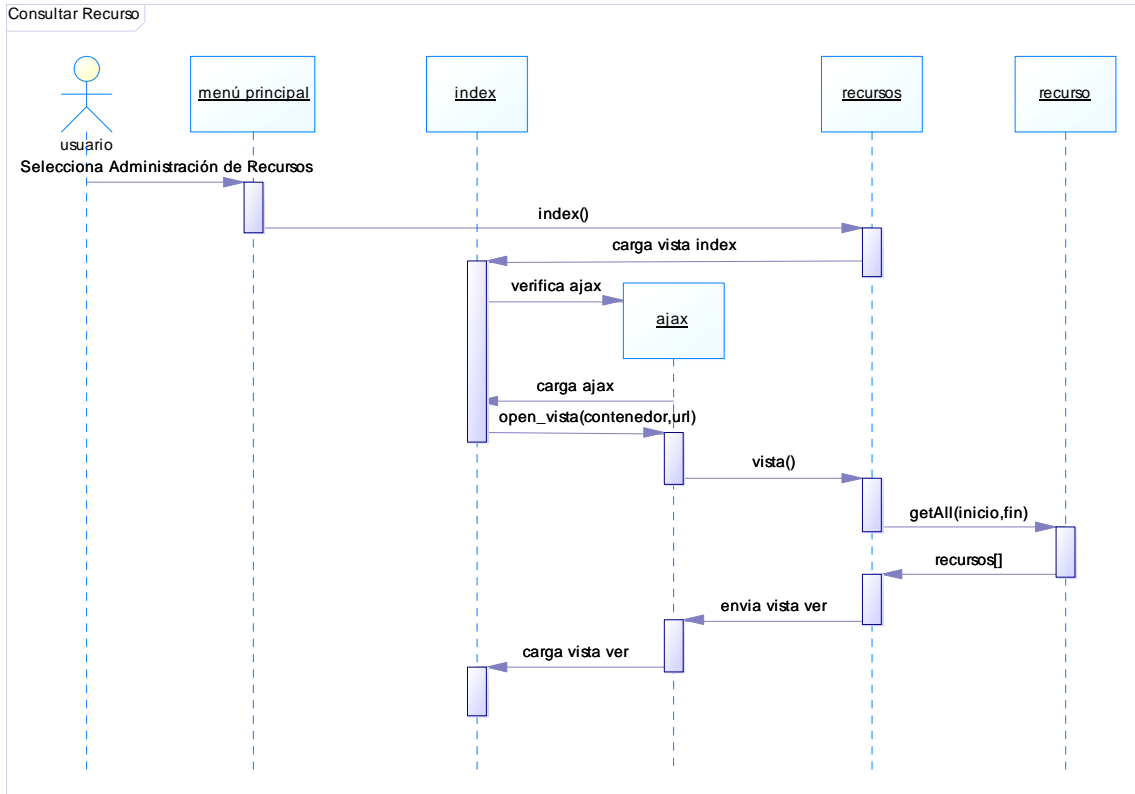 Consultar Recurso
menú principal
index
recursos
recurso
usuario
Selecciona Administración de Recursos
index()
carga vista index
verifica ajax
ajax
carga ajax
open_vista(contenedor,url)
vista()
getAll(inicio,fin)
recursos[]
envia vista ver
carga vista ver